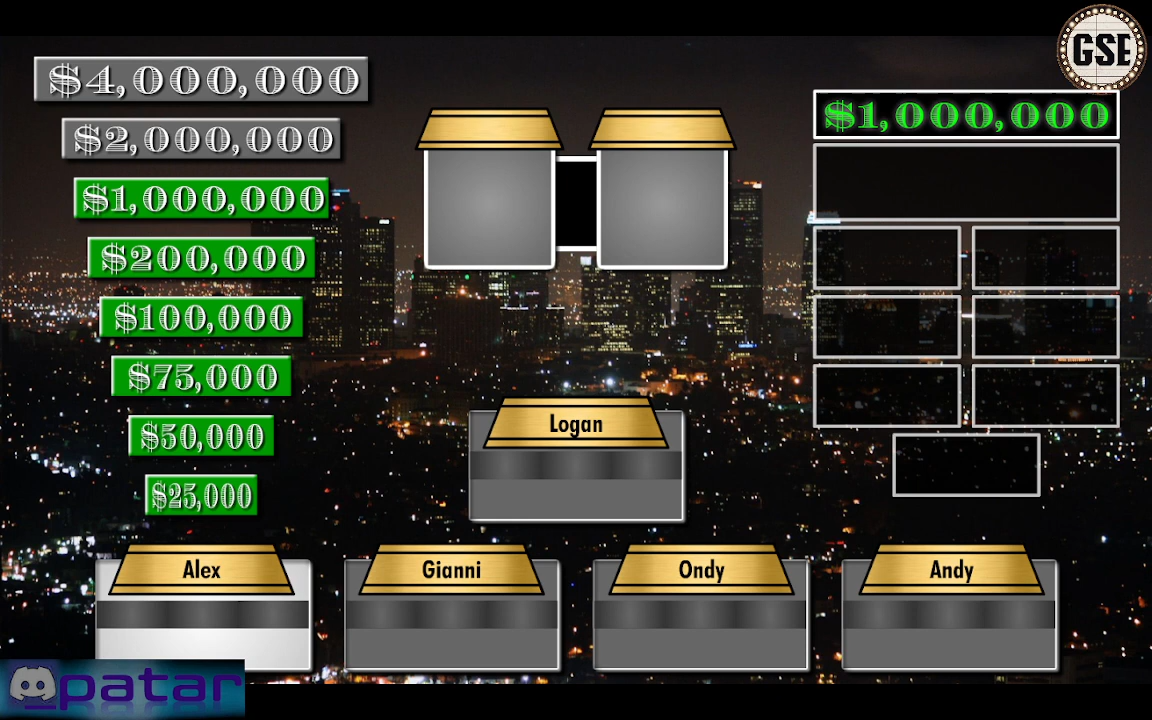 GSE
$4,000,000
$2,000,000
$1,000,000
$200,000
$100,000
$75,000
$50,000
$25,000
$1,000,000
Logan
Alex
Gianni
Ondy
Andy
patar